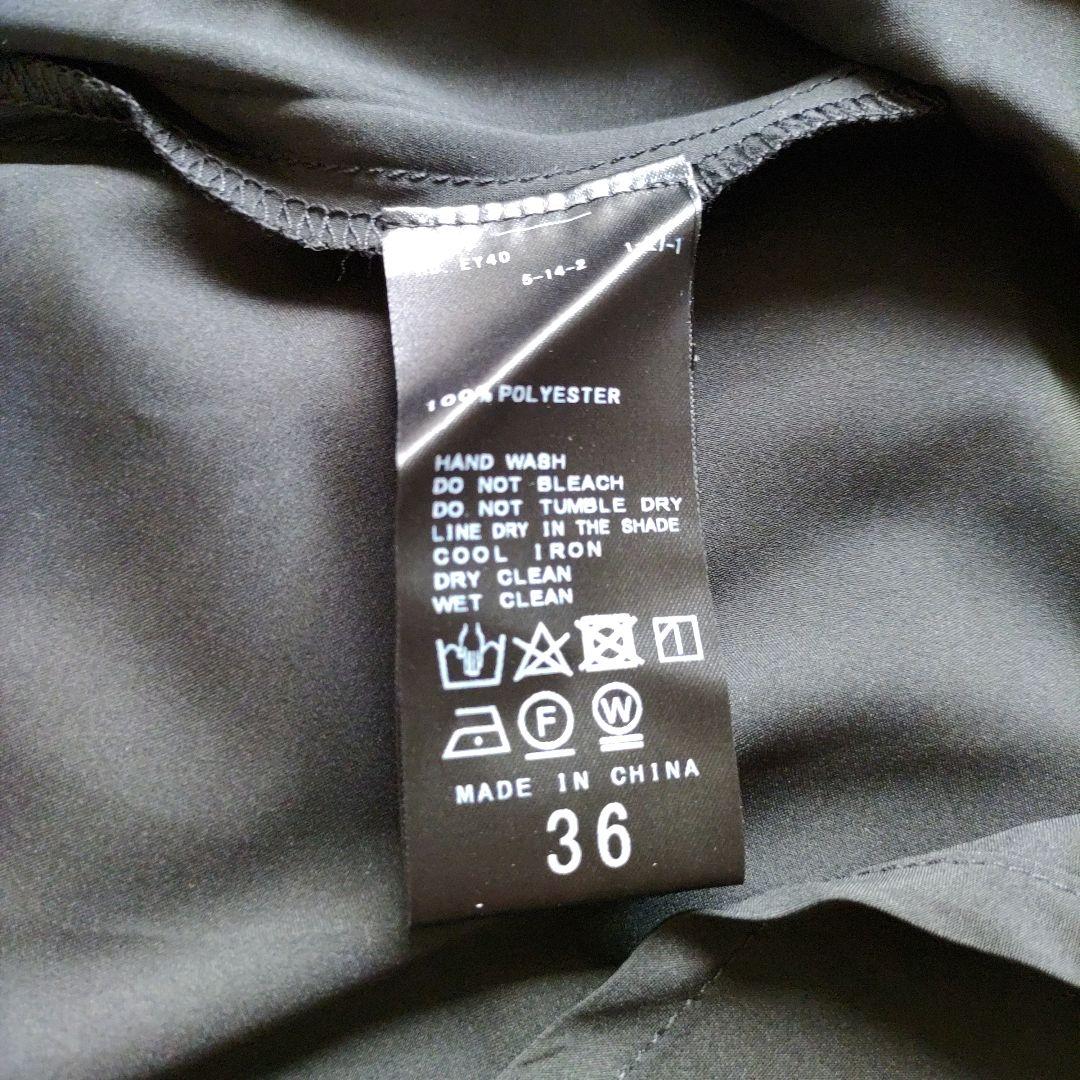 EY40
5-14-2
100% POLYESTER
HAND WASH
DO NOT BLEACH
DO NOT TUMBLE DRY
LINE DRY IN THE SHADE
COOL IRON
DRY CLEAN
WET CLEAN
F W
MADE IN CHINA
36